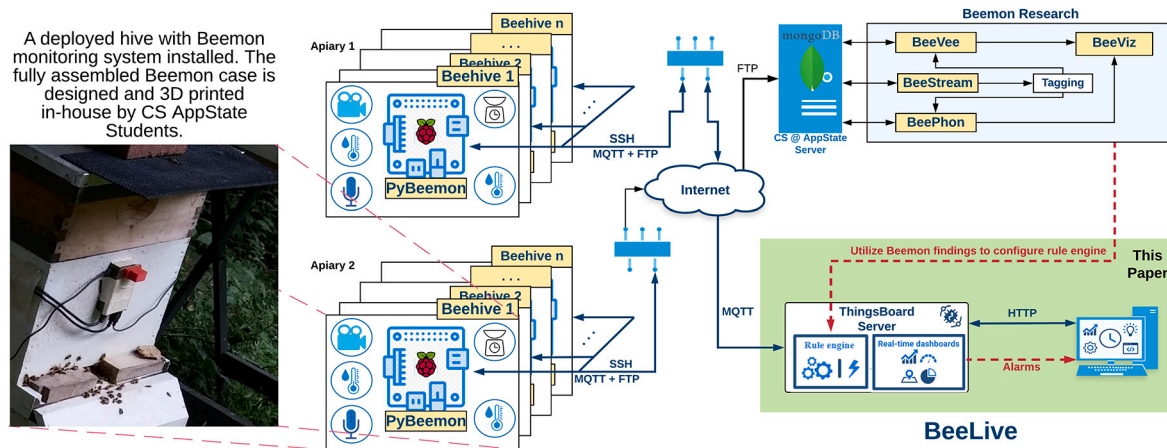 A deployed hive with Beemon
monitoring system installed. The
fully assembled Beemon case is
designed and 3D printed
in-house by CS AppState
Students.
Apiary 1
Beehive n
...
Beehive 2
Beehive 1
PyBeemon
SSH
MQTT + FTP
Apiary 2
Beehive n
...
Beehive 2
Beehive 1
PyBeemon
SSH
MQTT + FTP
Internet
FTP
MQTT
mongoDB
CS @ AppState
Server
Beemon Research
BeeVee
BeeViz
BeeStream
Tagging
BeePhon
Utilize Beemon findings to configure rule engine
This
Paper
ThingsBoard
Server
Rule engine
Real-time dashboards
HTTP
Alarms
BeeLive